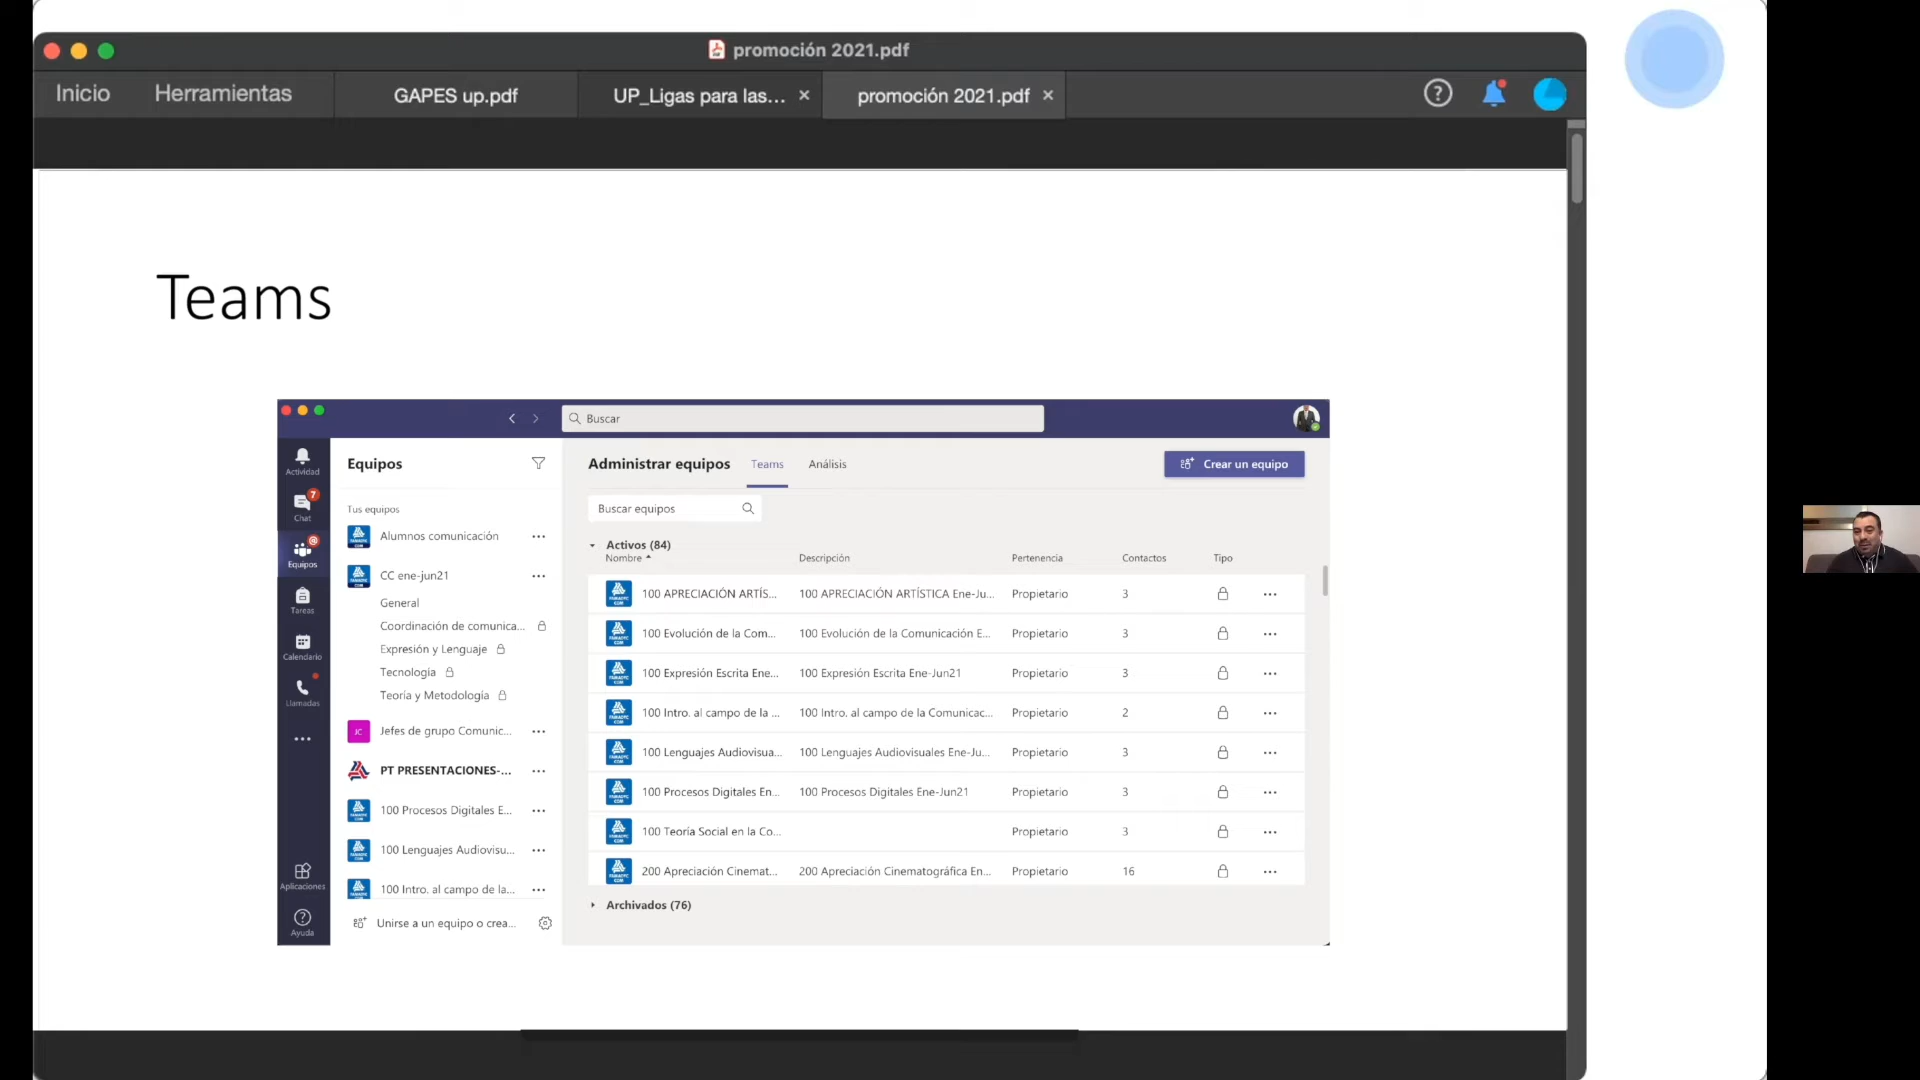 promoción 2021.pdf
Inicio
Herramientas
GAPES up.pdf
UP_Ligas para las...
promoción 2021.pdf
Teams
Buscar
Actividad
7
Chat
Equipos
Tareas
Calendario
Llamadas
Aplicaciones
Ayuda
Equipos
Tus equipos
Alumnos comunicación
CC ene-jun21
General
Coordinación de comunica...
Expresión y Lenguaje
Tecnología
Teoría y Metodología
JC Jefes de grupo Comunic...
PT PRESENTACIONES-...
100 Procesos Digitales E...
100 Lenguajes Audiovisu...
100 Intro. al campo de la...
Unirse a un equipo o crea...
Administrar equipos Teams Análisis
Crear un equipo
Buscar equipos
Activos (84)
Nombre Descripción Pertenencia Contactos Tipo
100 APRECIACIÓN ARTÍS... 100 APRECIACIÓN ARTÍSTICA Ene-Ju... Propietario 3
100 Evolución de la Com... 100 Evolución de la Comunicación E... Propietario 3
100 Expresión Escrita Ene... 100 Expresión Escrita Ene-Jun21 Propietario 3
100 Intro. al campo de la ... 100 Intro. al campo de la Comunicac... Propietario 2
100 Lenguajes Audiovisua... 100 Lenguajes Audiovisuales Ene-Ju... Propietario 3
100 Procesos Digitales En... 100 Procesos Digitales Ene-Jun21 Propietario 3
100 Teoría Social en la Co... Propietario 3
200 Apreciación Cinemat... 200 Apreciación Cinematográfica En... Propietario 16
Archivados (76)